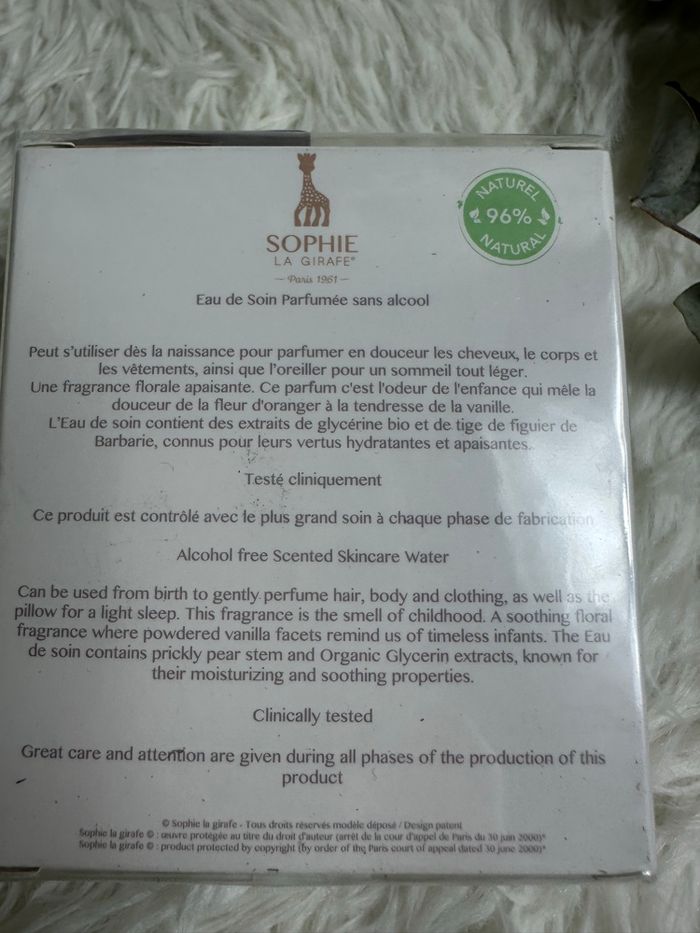 SOPHIE
LA GIRAFE®
— Paris 1961 —
NATUREL
96%
NATURAL
Eau de Soin Parfumée sans alcool
Peut s'utiliser dès la naissance pour parfumer en douceur les cheveux, le corps et
les vêtements, ainsi que l'oreiller pour un sommeil tout léger.
Une fragrance florale apaisante. Ce parfum c'est l'odeur de l'enfance qui mêle la
douceur de la fleur d'oranger à la tendresse de la vanille.
L'Eau de soin contient des extraits de glycérine bio et de tige de figuier de
Barbarie, connus pour leurs vertus hydratantes et apaisantes.
Testé cliniquement
Ce produit est contrôlé avec le plus grand soin à chaque phase de fabrication
Alcohol free Scented Skincare Water
Can be used from birth to gently perfume hair, body and clothing, as well as the
pillow for a light sleep. This fragrance is the smell of childhood. A soothing floral
fragrance where powdered vanilla facets remind us of timeless infants. The Eau
de soin contains prickly pear stem and Organic Glycerin extracts, known for
their moisturizing and soothing properties.
Clinically tested
Great care and attention are given during all phases of the production of this
product
© Sophie la girafe - Tous droits réservés modèle déposé / Design patent
Sophie la girafe © : œuvre protégée au titre du droit d'auteur (arrêt de la cour d'appel de Paris du 30 juin 2000)*
Sophie la girafe © : product protected by copyright (by order of the Paris court of appeal dated 30 june 2000)*